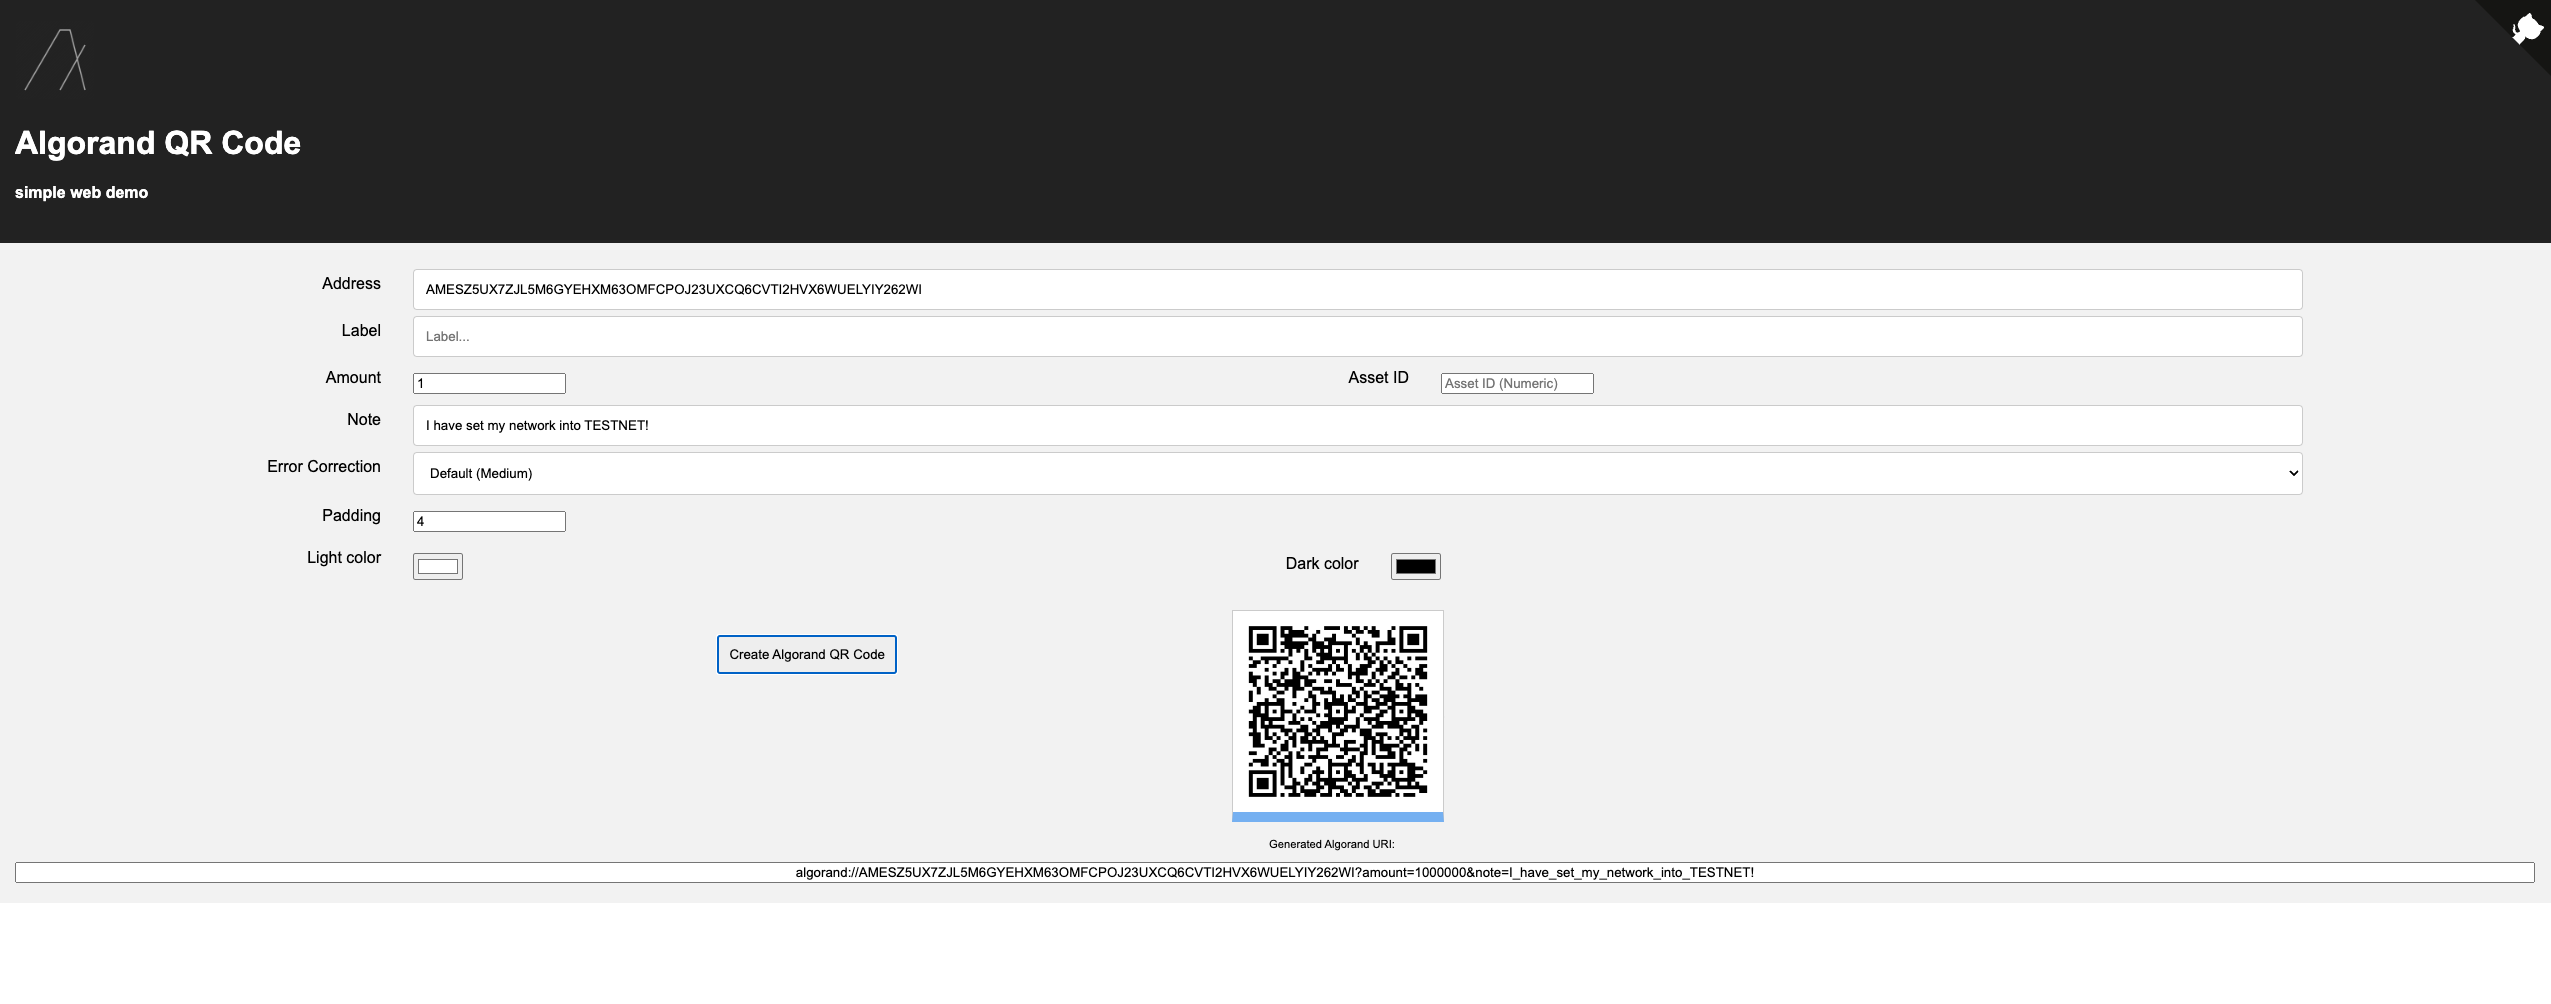 Algorand QR Code
simple web demo
Address
AMESZ5UX7ZJL5M6GYEHXM63OMFCPOJ23UXCQ6CVTI2HVX6WUELYIY262WI
Label
Label...
Amount
1
Asset ID
Asset ID (Numeric)
Note
I have set my network into TESTNET!
Error Correction
Default (Medium)
Padding
4
Light color
Dark color
Create Algorand QR Code
Generated Algorand URI:
algorand://AMESZ5UX7ZJL5M6GYEHXM63OMFCPOJ23UXCQ6CVTI2HVX6WUELYIY262WI?amount=1000000&note=I_have_set_my_network_into_TESTNET!